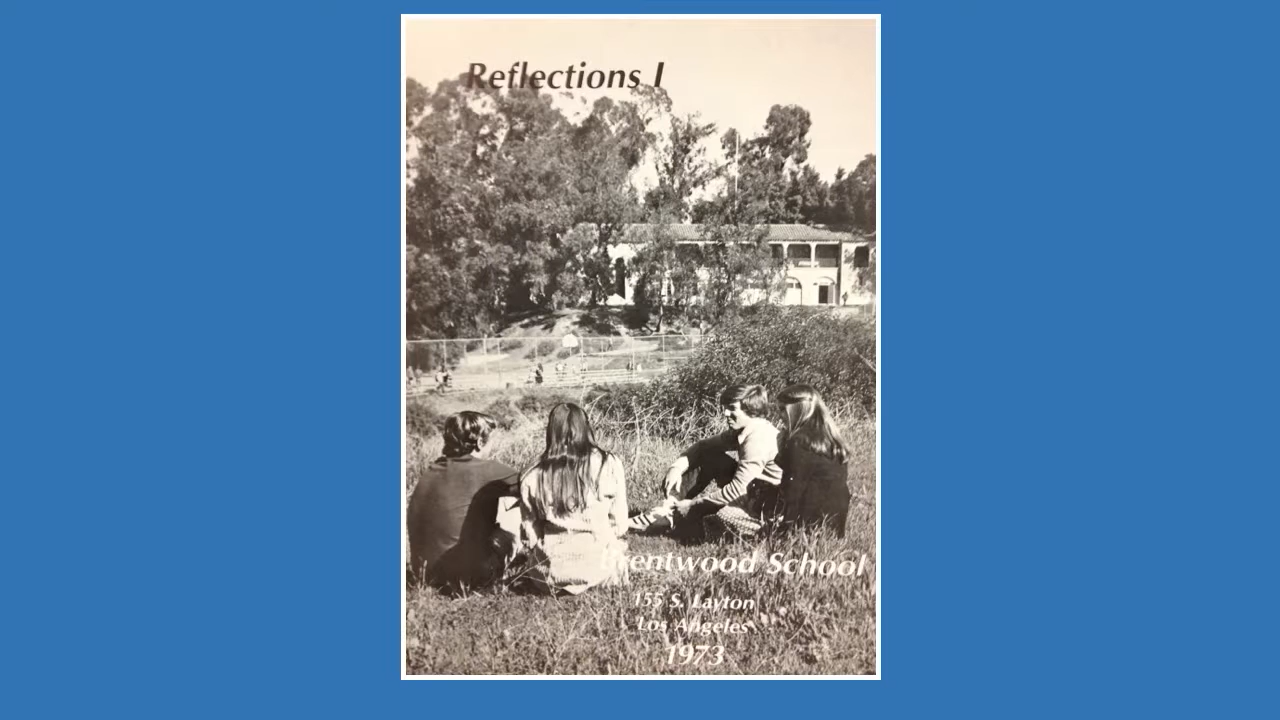 Reflections I
Brentwood School
155 S. Layton
Los Angeles
1973